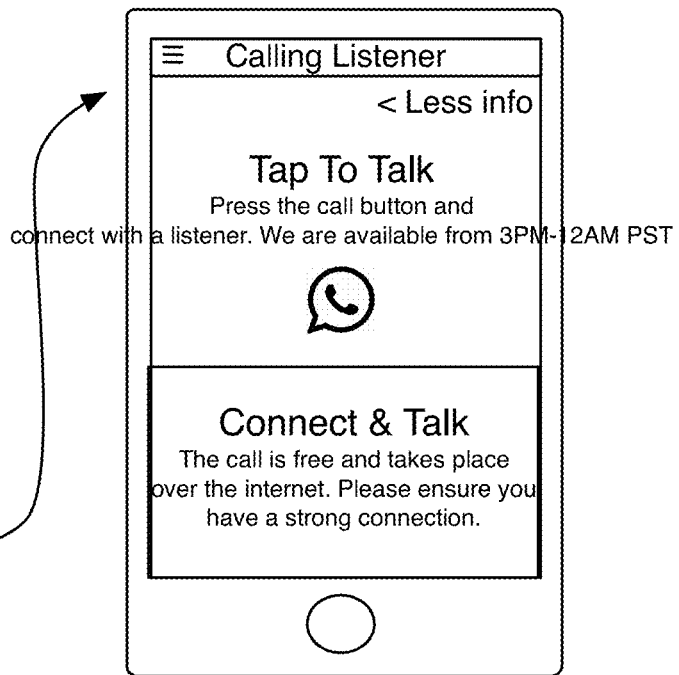 Calling Listener
< Less info
Tap To Talk
Press the call button and
connect with a listener. We are available from 3PM-12AM PST
Connect & Talk
The call is free and takes place
over the internet. Please ensure you
have a strong connection.